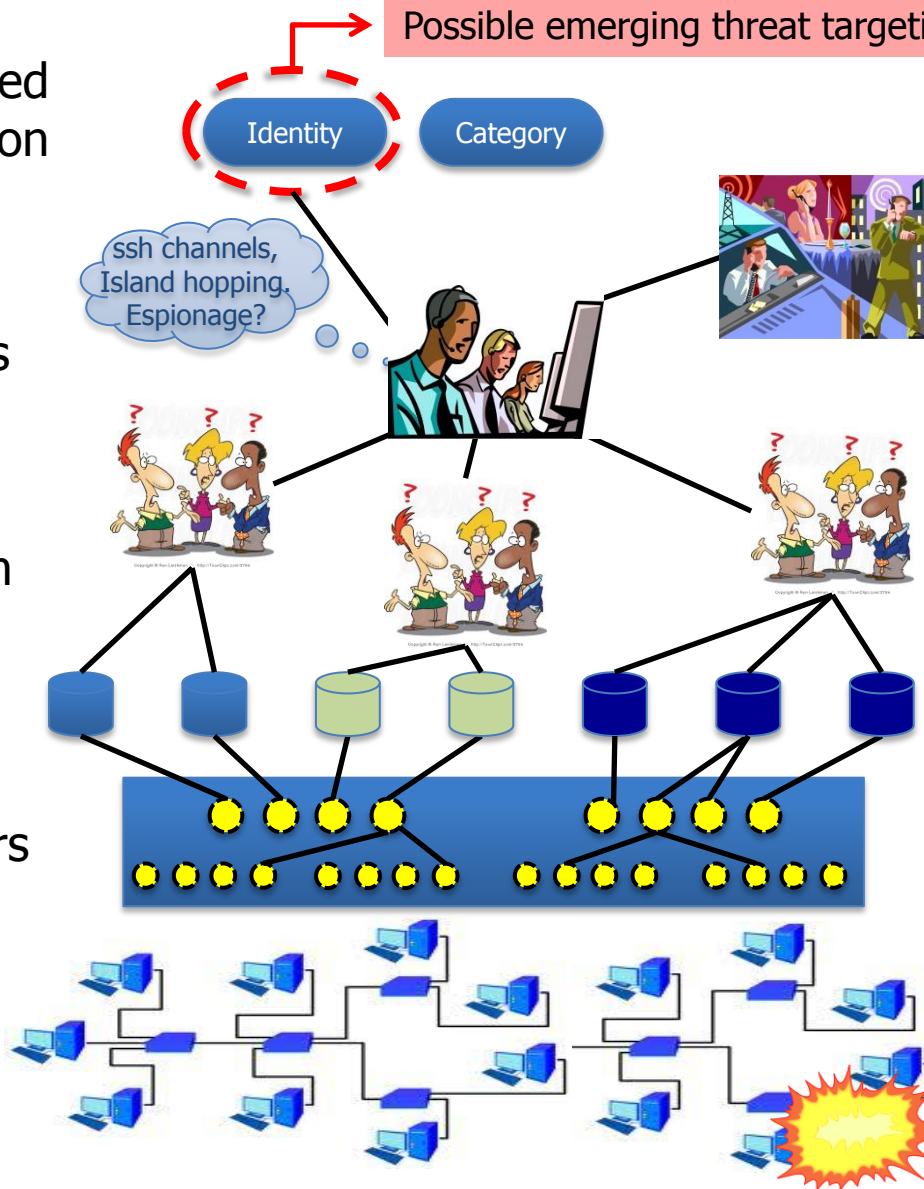 Possible emerging threat targeti
ed
on
Identity
Category
ssh channels,
Island hopping.
Espionage?
s
? ? ?
? ? ?
? ? ?
n
rs